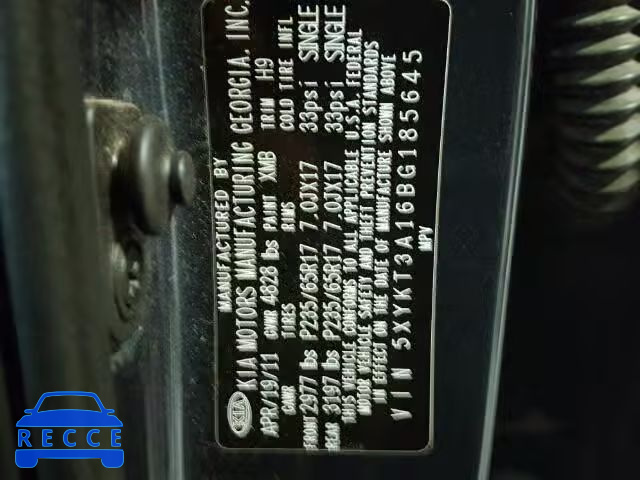 MANUFACTURED BY
KIA KIA MOTORS MANUFACTURING GEORGIA, INC.
APR/19/11 GVWR 4828 lbs PAINT XMB TRIM H9
GAWR TIRES RIMS COLD TIRE INFL
FRONT 2977 lbs P235/65R17 7.0JX17 33psi SINGLE
REAR 3197 lbs P235/65R17 7.0JX17 33psi SINGLE
THIS VEHICLE CONFORMS TO ALL APPLICABLE U.S.A. FEDERAL
MOTOR VEHICLE SAFETY AND THEFT PREVENTION STANDARDS
IN EFFECT ON THE DATE OF MANUFACTURE SHOWN ABOVE
VIN 5XYKT3A16BG185645
MPV
RECCE